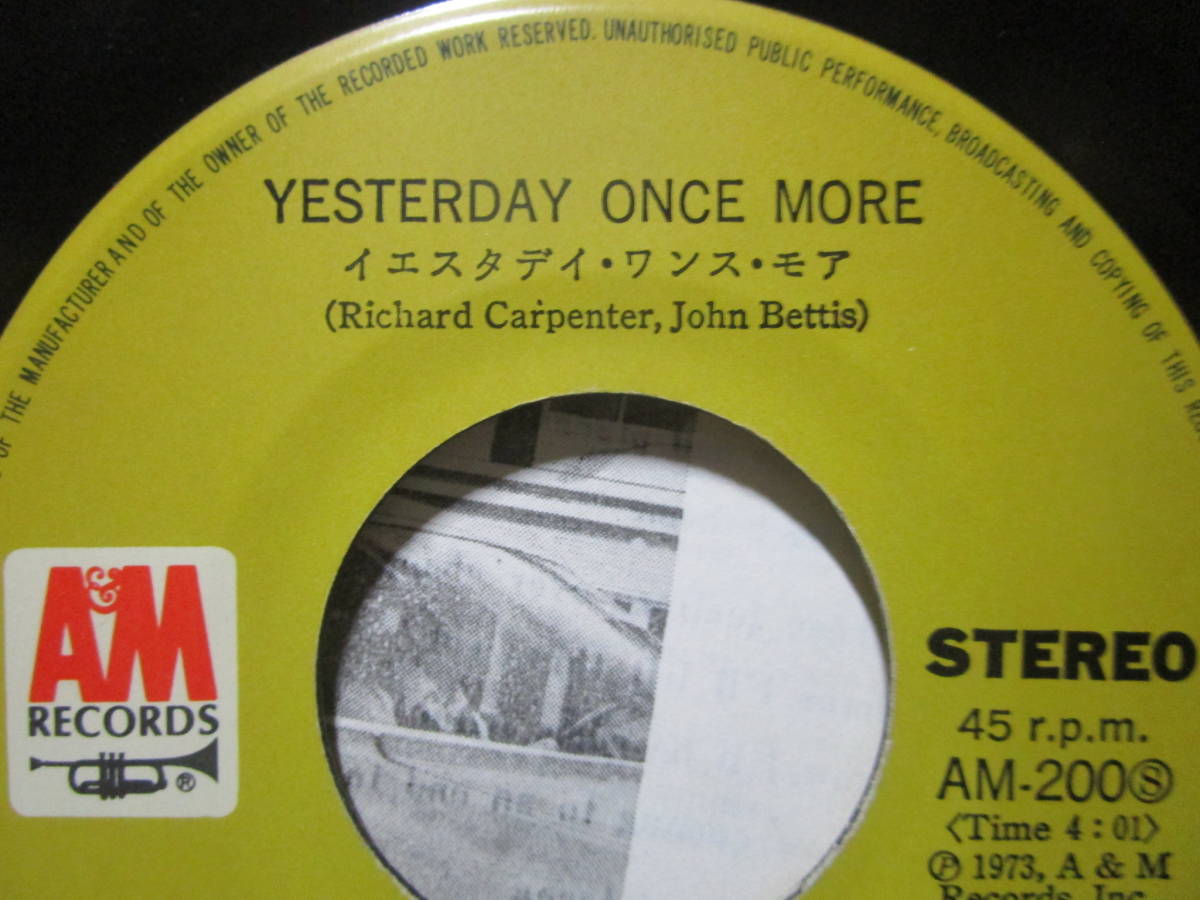 OF THE MANUFACTURER AND OF THE OWNER OF THE RECORDED WORK RESERVED. UNAUTHORISED PUBLIC PERFORMANCE, BROADCASTING AND COPYING OF THIS
YESTERDAY ONCE MORE
イエスタデイ・ワンス・モア
(Richard Carpenter, John Bettis)
A&M
RECORDS
®
STEREO
45 r.p.m.
AM-200Ⓢ
〈Time 4:01〉
Ⓟ 1973, A & M
Records, Inc.